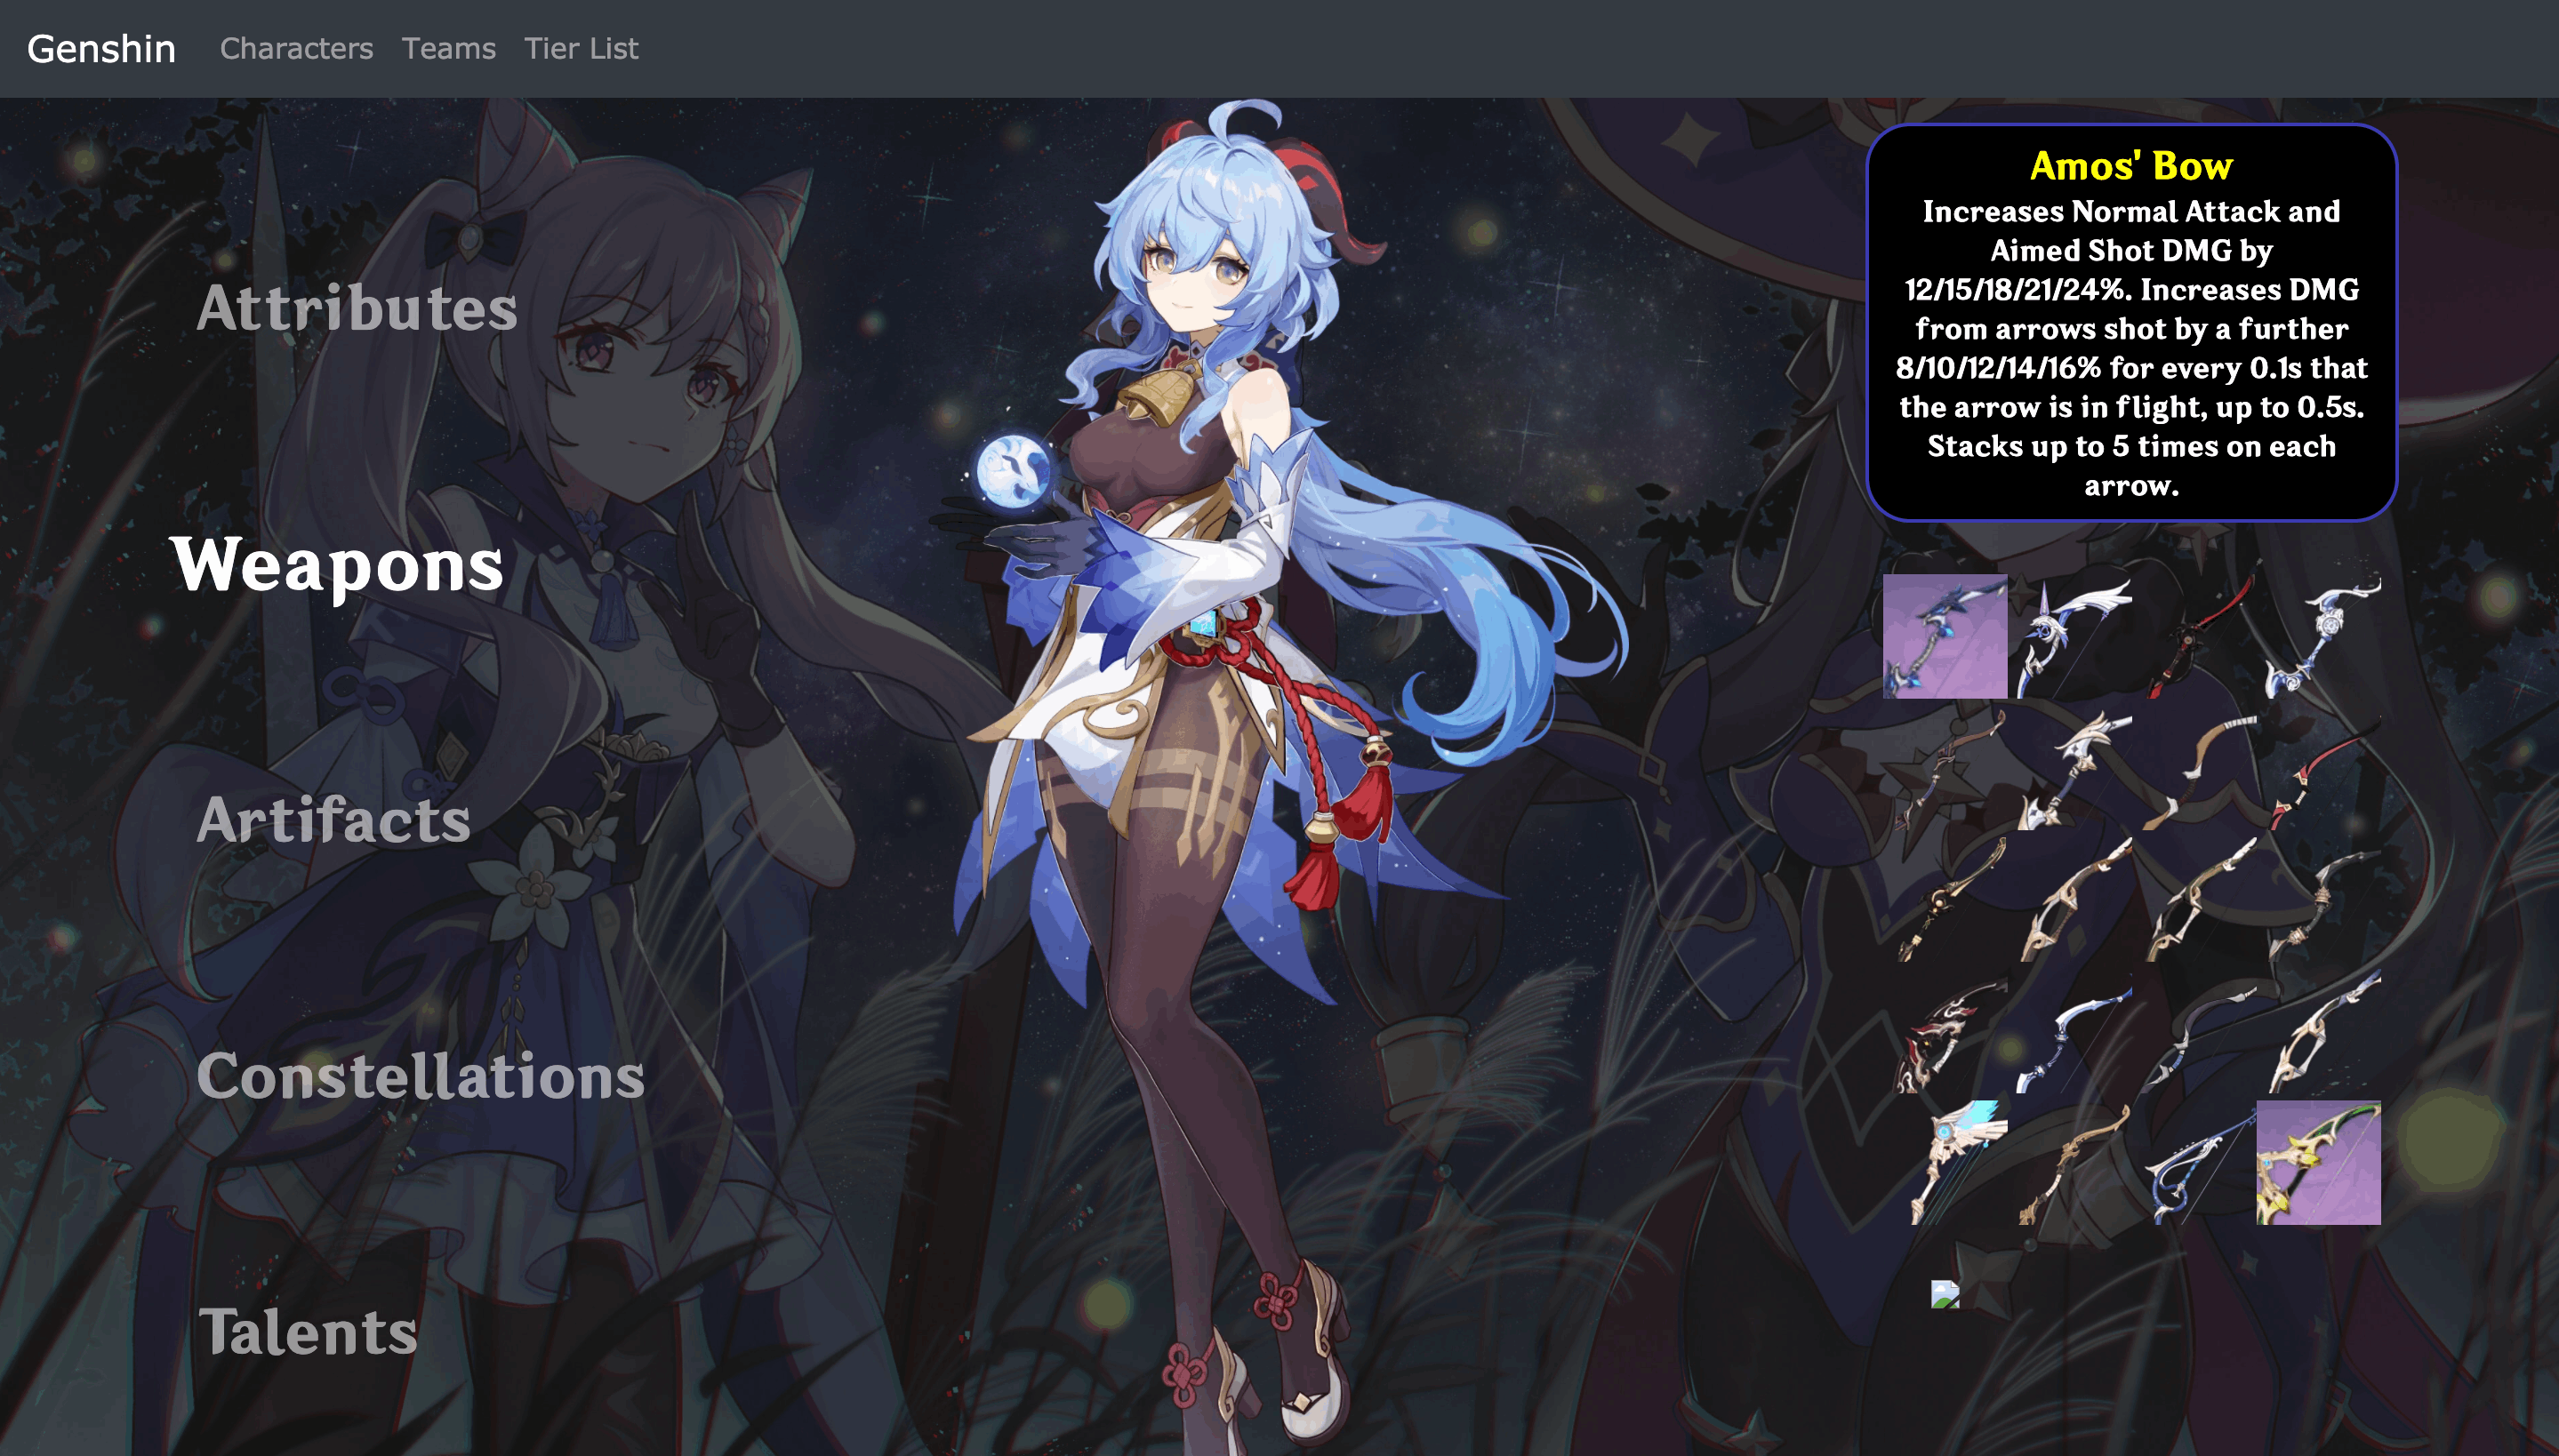 Genshin Characters Teams Tier List
Attributes
Weapons
Artifacts
Constellations
Talents
Amos' Bow
Increases Normal Attack and
Aimed Shot DMG by
12/15/18/21/24%. Increases DMG
from arrows shot by a further
8/10/12/14/16% for every 0.1s that
the arrow is in flight, up to 0.5s.
Stacks up to 5 times on each
arrow.